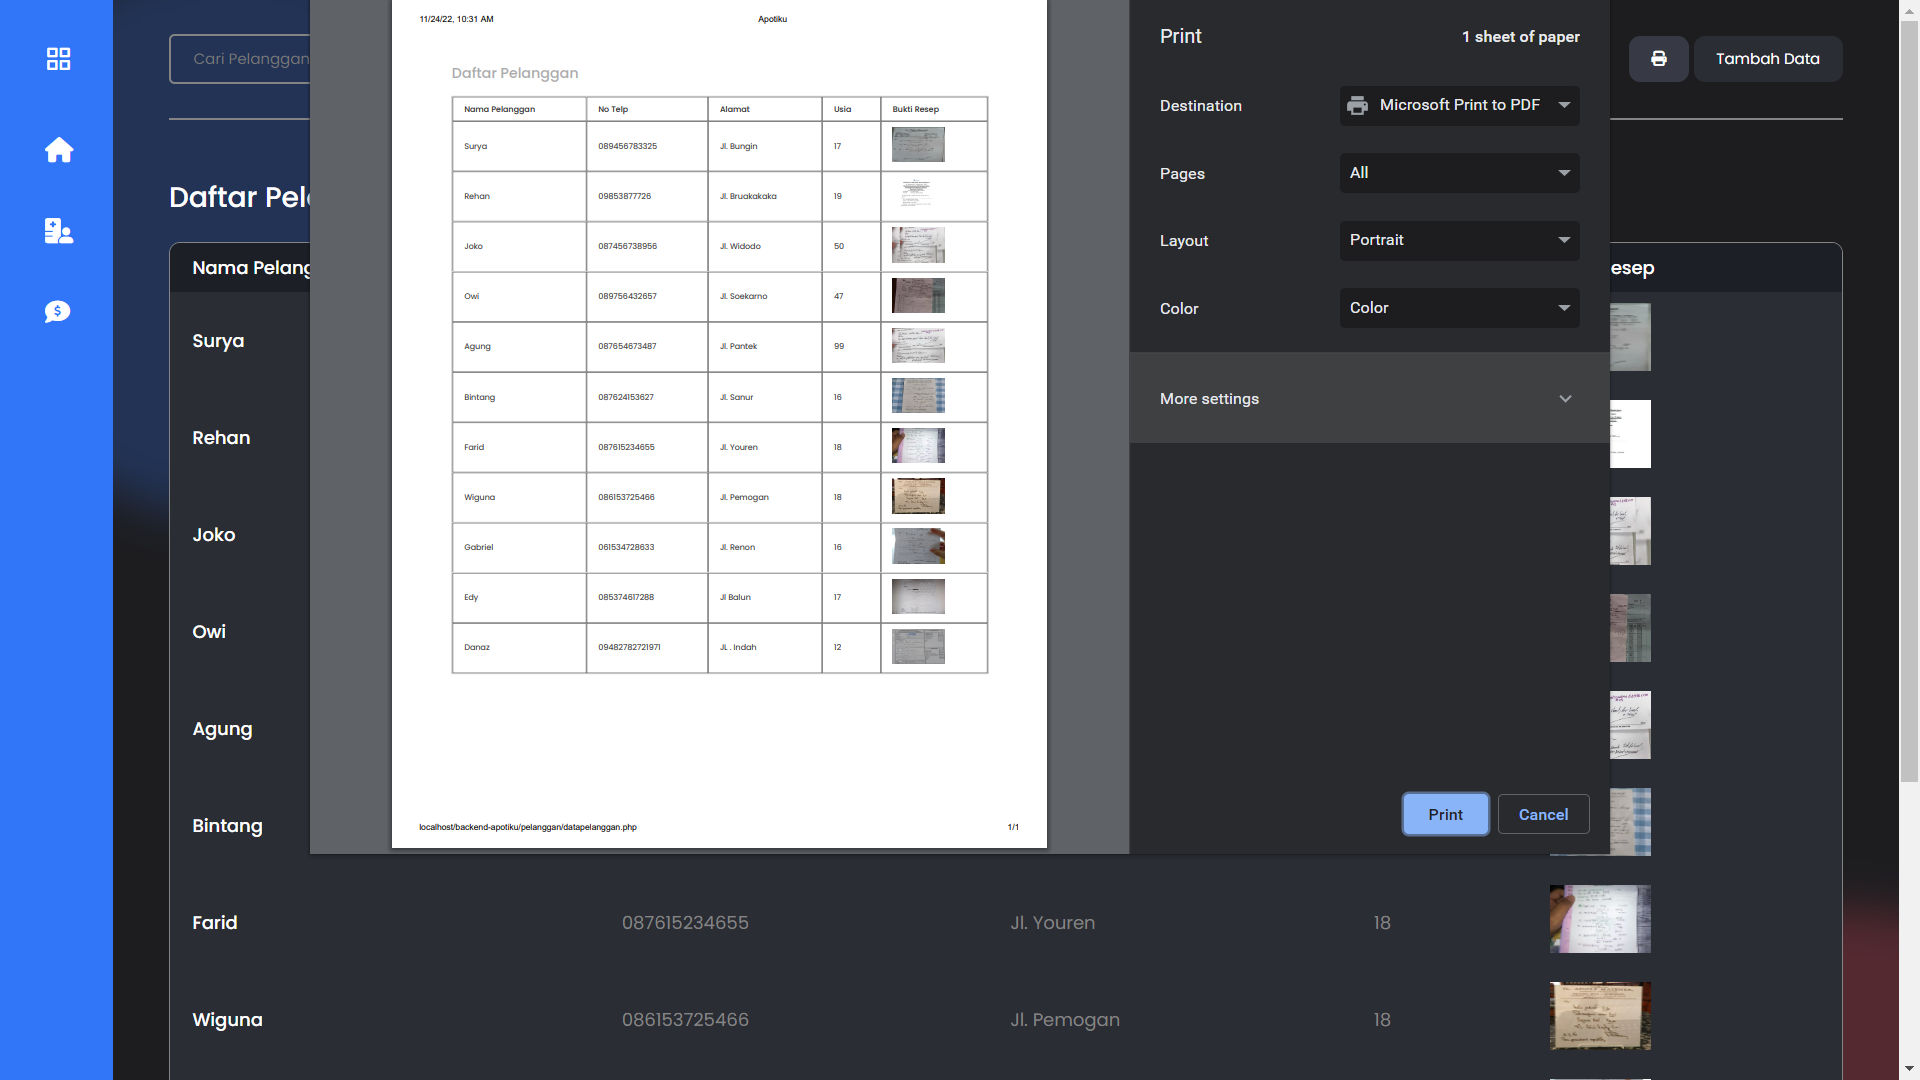 11/24/22, 10:31 AM Apotiku
Print 1 sheet of paper
Cari Pelanggan
Tambah Data
Daftar Pelanggan
Destination Microsoft Print to PDF
Nama Pelanggan No Telp Alamat Usia Bukti Resep
Surya 089456783325 Jl. Bungin 17
Pages All
Rehan 09853877726 Jl. Bruakakaka 19
Daftar Pel
Joko 087456738956 Jl. Widodo 50
Layout Portrait
Nama Pelang esep
Owi 089756432657 Jl. Soekarno 47
Color Color
Surya
Agung 087654673487 Jl. Pantek 99
Bintang 087624153627 Jl. Sanur 16
More settings
Rehan
Farid 087615234655 Jl. Youren 18
Wiguna 086153725466 Jl. Pemogan 18
Joko
Gabriel 061534728633 Jl. Renon 16
Edy 085374617288 Jl Balun 17
Owi
Danaz 09482782721971 JL . Indah 12
Agung
Print Cancel
Bintang
localhost/backend-apotiku/pelanggan/datapelanggan.php 1/1
Farid 087615234655 Jl. Youren 18
Wiguna 086153725466 Jl. Pemogan 18